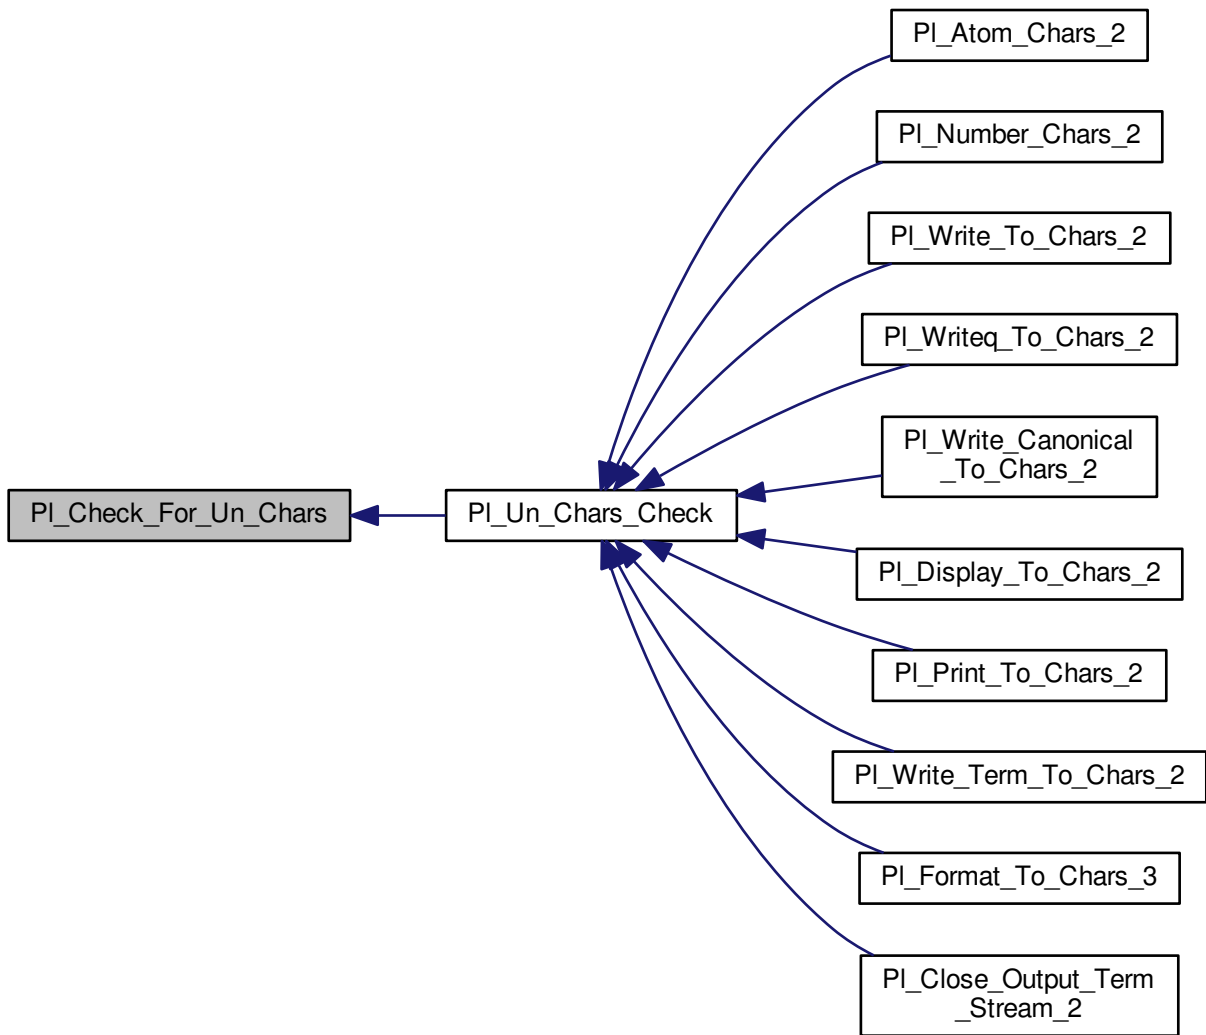 Pl_Atom_Chars_2
Pl_Number_Chars_2
Pl_Write_To_Chars_2
Pl_Writeq_To_Chars_2
Pl_Write_Canonical
_To_Chars_2
Pl_Check_For_Un_Chars
Pl_Un_Chars_Check
Pl_Display_To_Chars_2
Pl_Print_To_Chars_2
Pl_Write_Term_To_Chars_2
Pl_Format_To_Chars_3
Pl_Close_Output_Term
_Stream_2